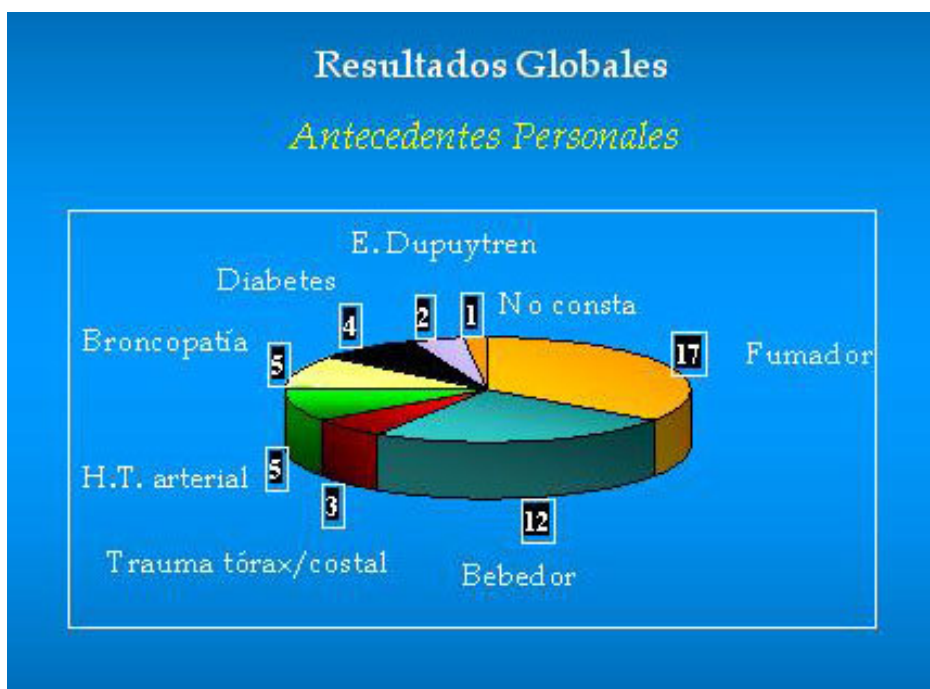 Resultados Globales
Antecedentes Personales
E. Dupuytren
Diabetes
No consta
Broncopatía
4
2
1
5
17
Fumador
H.T. arterial
5
3
12
Trauma tórax/costal
Bebedor